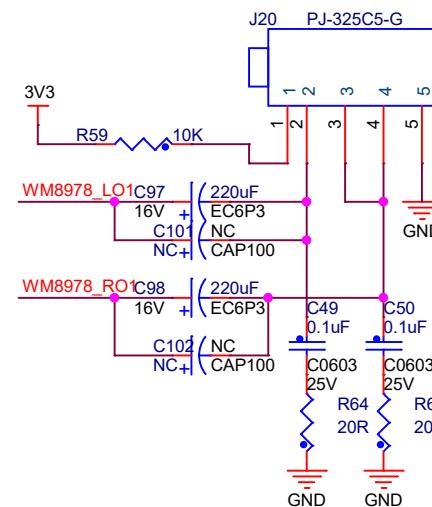 J20 PJ-325C5-G
1 2 3 4 5
3V3
1 2 3 4 5
R59 10K
GND
WM8978_LO1 C97 220uF
16V + EC6P3
C101 NC
NC + CAP100
WM8978_RO1 C98 220uF
16V + EC6P3
C49 C50
0.1uF 0.1uF
C102 NC
NC + CAP100
C0603 C0603
25V 25V
R64
20R
GND GND